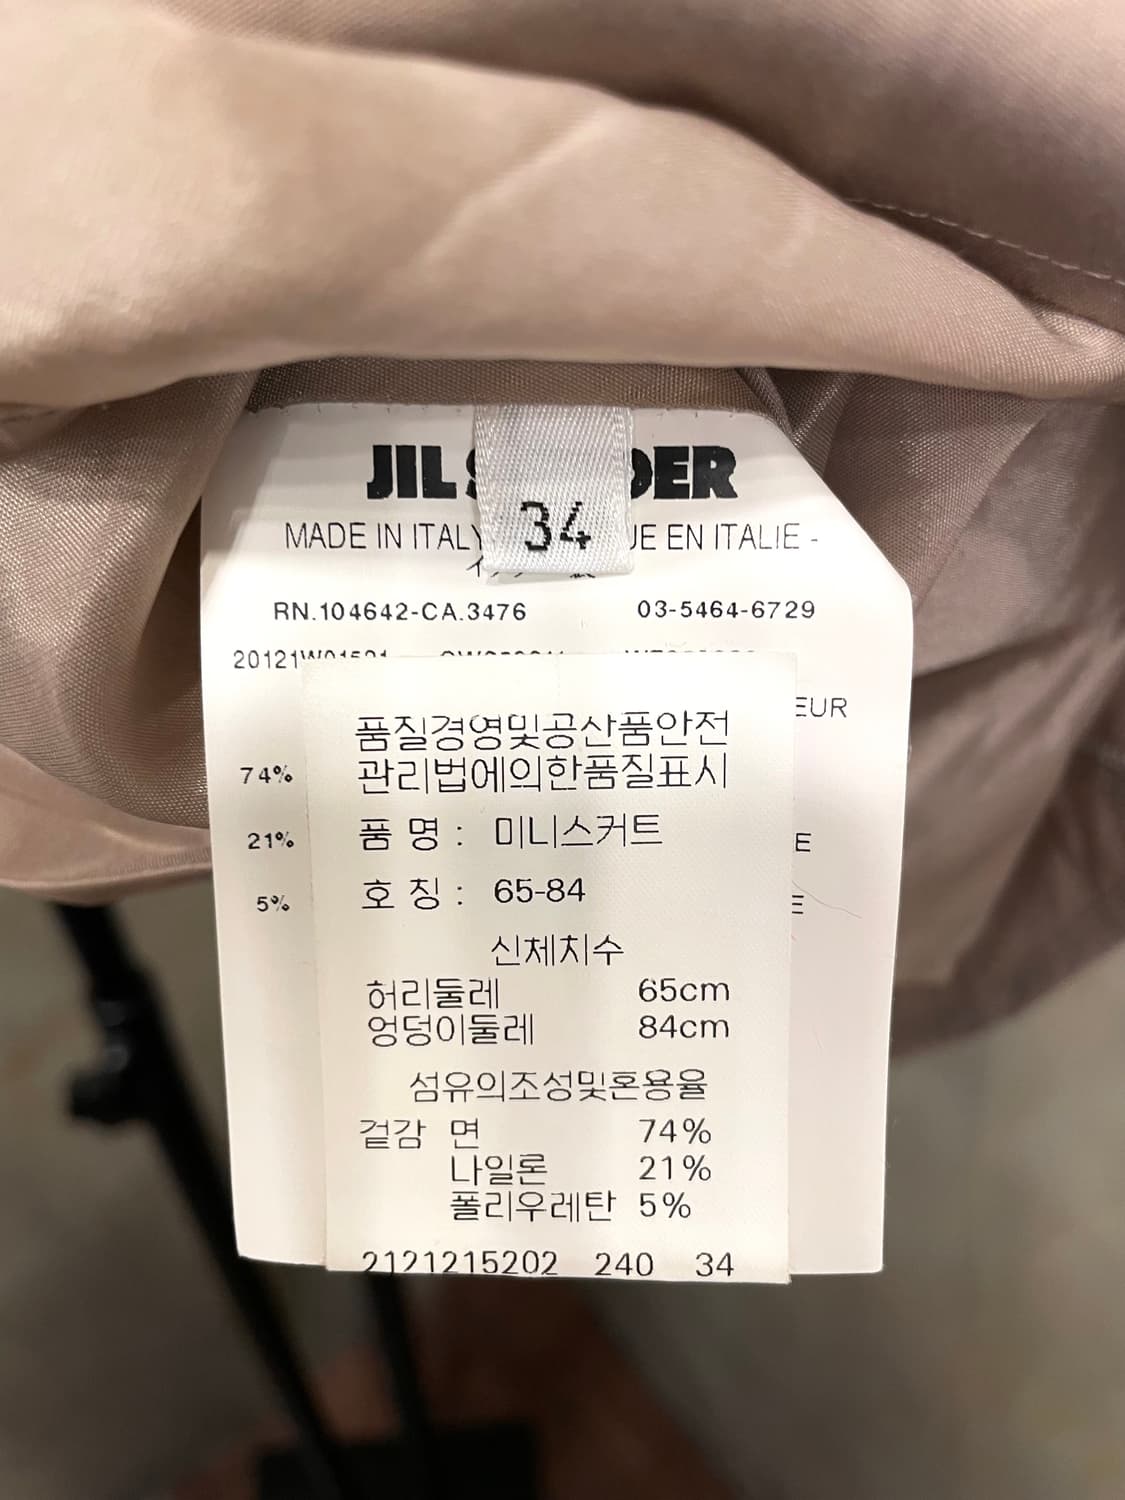 34
MADE IN EN ITALIE -
RN.104642-CA.3476 03-5464-6729
EUR
74%
21% E
5% E
품질경영및공산품안전
관리법에의한품질표시
품 명 : 미니스커트
호 칭 : 65-84
신체치수
허리둘레 65cm
엉덩이둘레 84cm
섬유의조성및혼용율
겉감 면 74%
나일론 21%
폴리우레탄 5%
2121215202 240 34